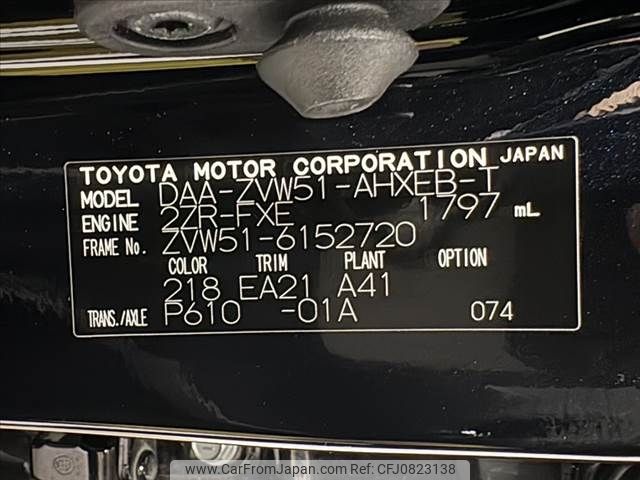 TOYOTA MOTOR CORPORATION JAPAN
MODEL DAA-ZVW51-AHXEB-T
ENGINE 2ZR-FXE 1797 mL
FRAME No. ZVW51-6152720
COLOR TRIM PLANT OPTION
218 EA21 A41
TRANS./AXLE P610 -01A 074
www.CarFromJapan.com | Ref. No: CFJ0823138